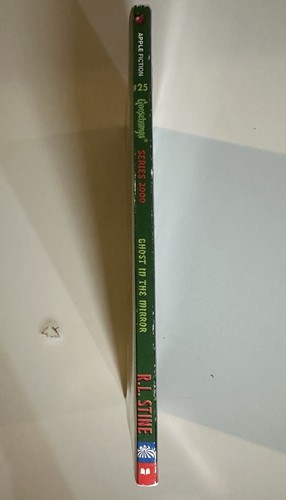 APPLE FICTION
#25
Goosebumps®
SERIES 2000
GHOST IN THE MIRROR
R.L. STINE